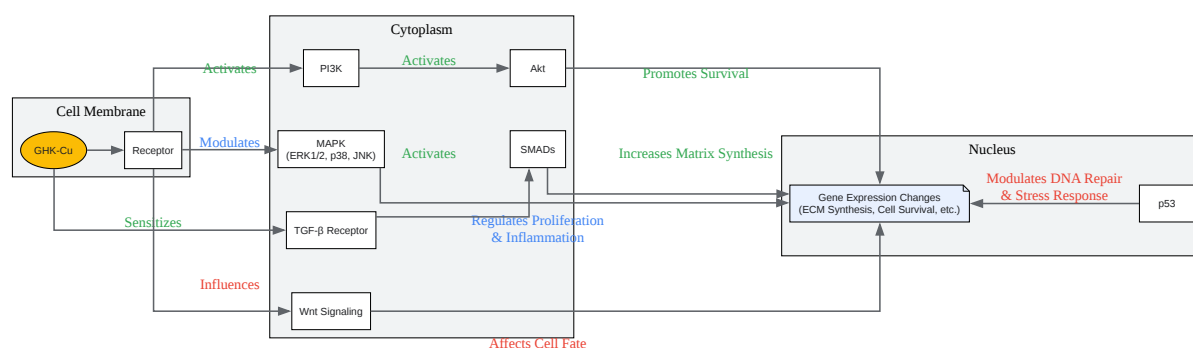 Cytoplasm
Activates
PI3K
Activates
Akt
Promotes Survival
Cell Membrane
GHK-Cu
Receptor
Modulates
MAPK
(ERK1/2, p38, JNK)
Activates
SMADs
Increases Matrix Synthesis
Nucleus
Gene Expression Changes
(ECM Synthesis, Cell Survival, etc.)
Modulates DNA Repair
& Stress Response
p53
Sensitizes
TGF-β Receptor
Regulates Proliferation
& Inflammation
Influences
Wnt Signaling
Affects Cell Fate